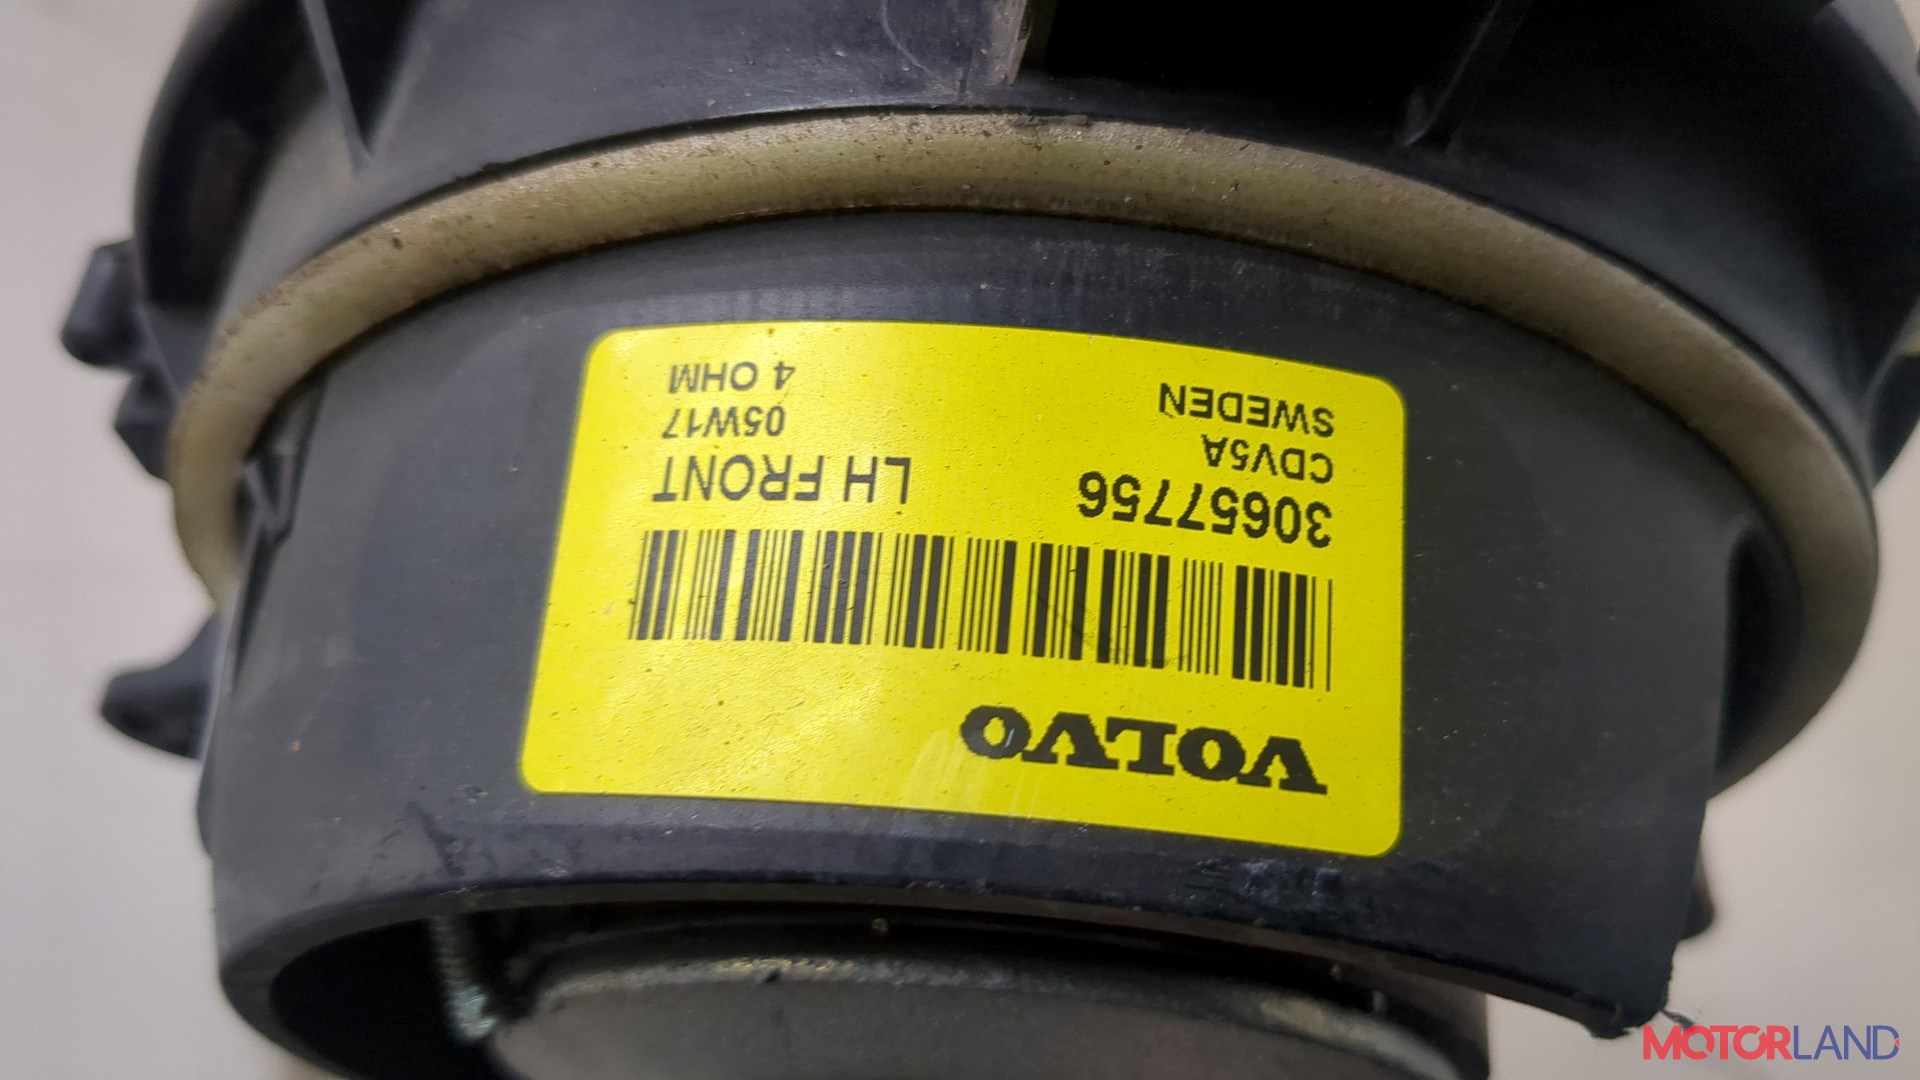 VOLVO
30657756 LH FRONT
CDV5A 05W17
SWEDEN 4 OHM
MOTORLAND